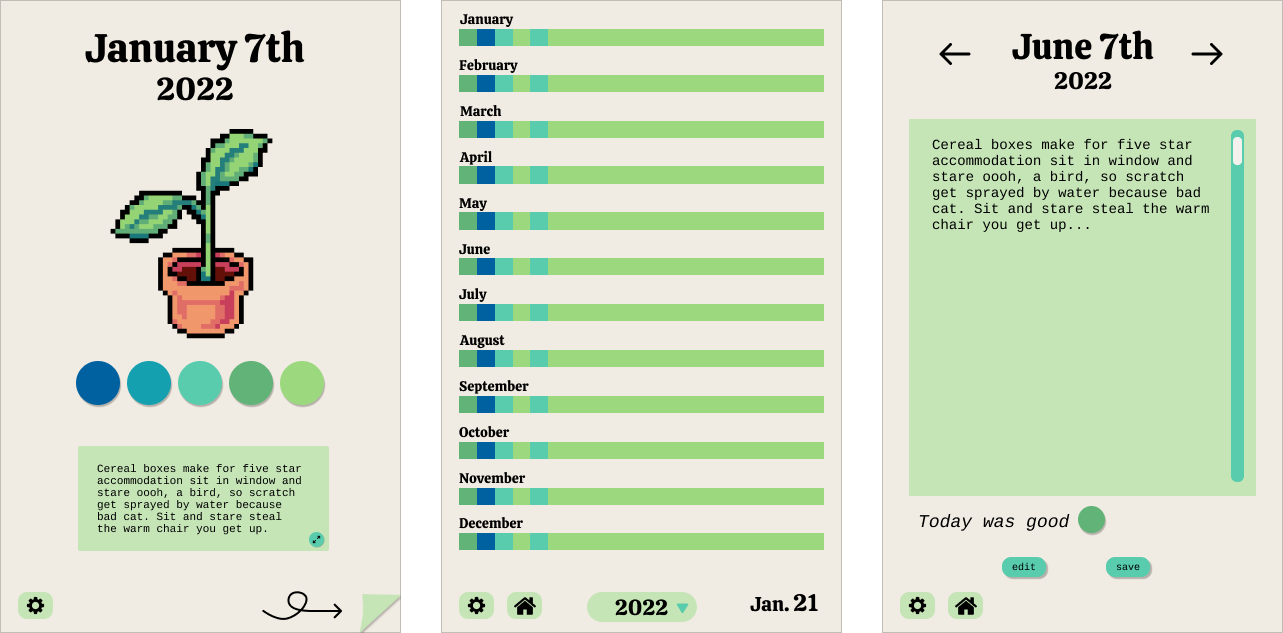 January 7th
2022
Cereal boxes make for five star
accommodation sit in window and
stare oooh, a bird, so scratch
get sprayed by water because
bad cat. Sit and stare steal
the warm chair you get up.
January
February
March
April
May
June
July
August
September
October
November
December
2022
Jan. 21
June 7th
2022
Cereal boxes make for five star
accommodation sit in window and
stare oooh, a bird, so scratch
get sprayed by water because bad
cat. Sit and stare steal the warm
chair you get up...
Today was good
edit
save